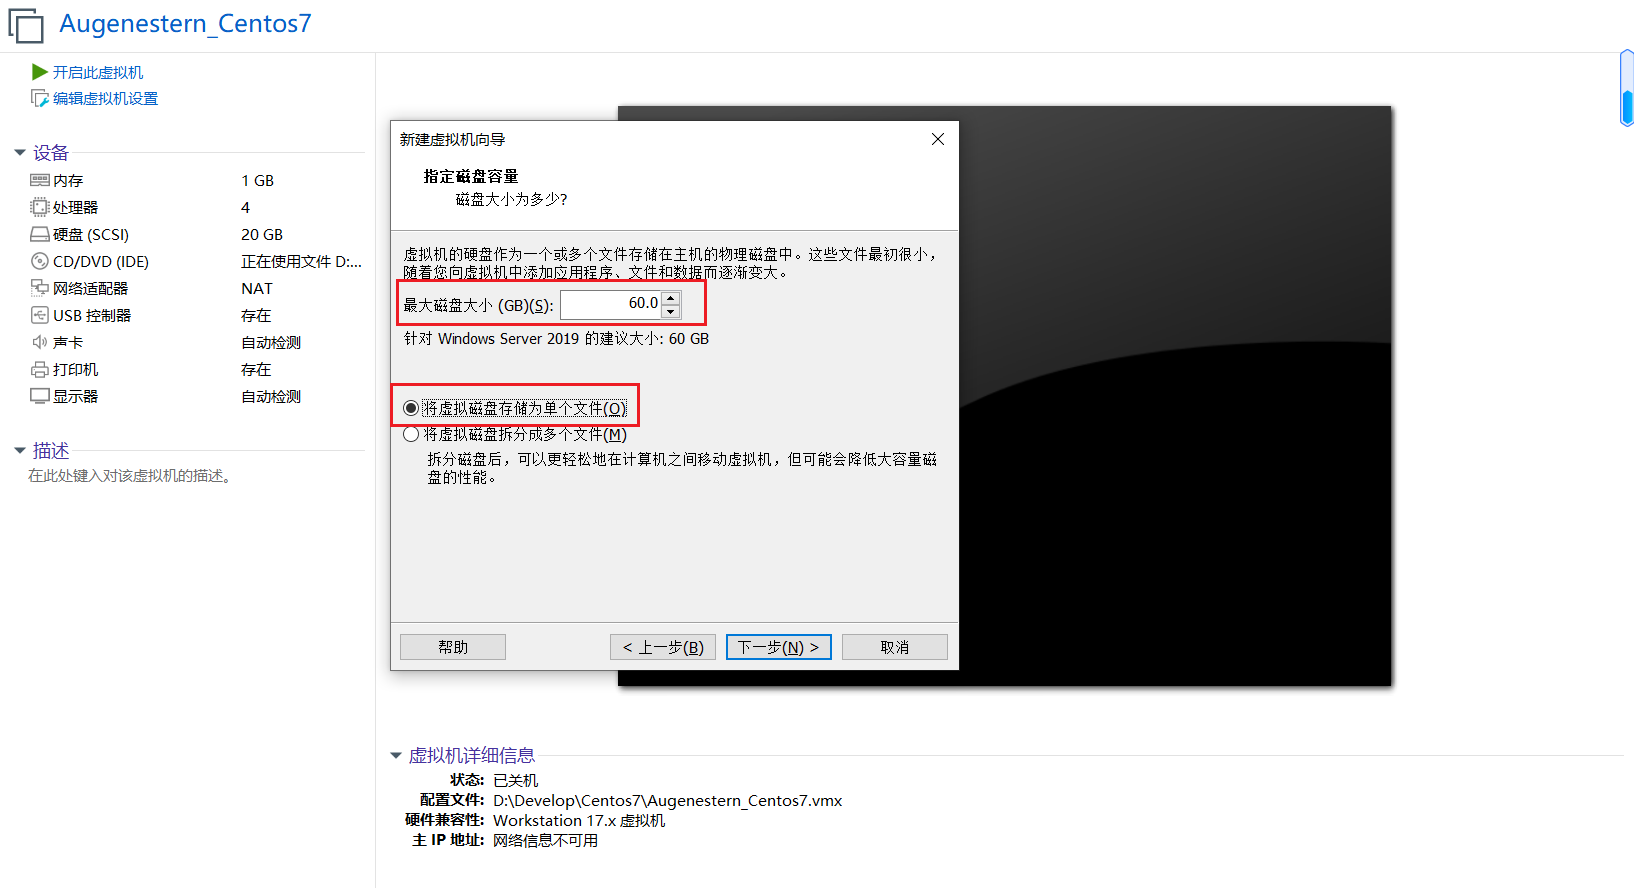 Augenestern_Centos7
开启此虚拟机
编辑虚拟机设置
设备
内存 1 GB
处理器 4
硬盘 (SCSI) 20 GB
CD/DVD (IDE) 正在使用文件 D:...
网络适配器 NAT
USB 控制器 存在
声卡 自动检测
打印机 存在
显示器 自动检测
描述
在此处键入对该虚拟机的描述。
新建虚拟机向导
指定磁盘容量
磁盘大小为多少?
虚拟机的硬盘作为一个或多个文件存储在主机的物理磁盘中。这些文件最初很小，
随着您向虚拟机中添加应用程序、文件和数据而逐渐变大。
最大磁盘大小 (GB)(S): 60.0
针对 Windows Server 2019 的建议大小: 60 GB
将虚拟磁盘存储为单个文件(O)
将虚拟磁盘拆分成多个文件(M)
拆分磁盘后，可以更轻松地在计算机之间移动虚拟机，但可能会降低大容量磁
盘的性能。
帮助 < 上一步(B) 下一步(N) > 取消
虚拟机详细信息
状态: 已关机
配置文件: D:\Develop\Centos7\Augenestern_Centos7.vmx
硬件兼容性: Workstation 17.x 虚拟机
主 IP 地址: 网络信息不可用